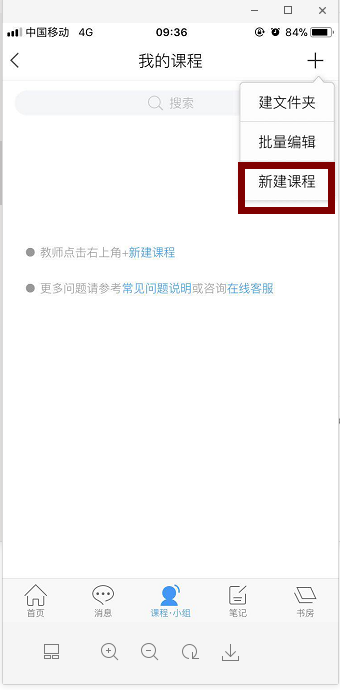 中国移动 4G 09:36 84%
我的课程
搜索
建文件夹
批量编辑
新建课程
教师点击右上角+新建课程
更多问题请参考常见问题说明或咨询在线客服
首页 消息 课程·小组 笔记 书房